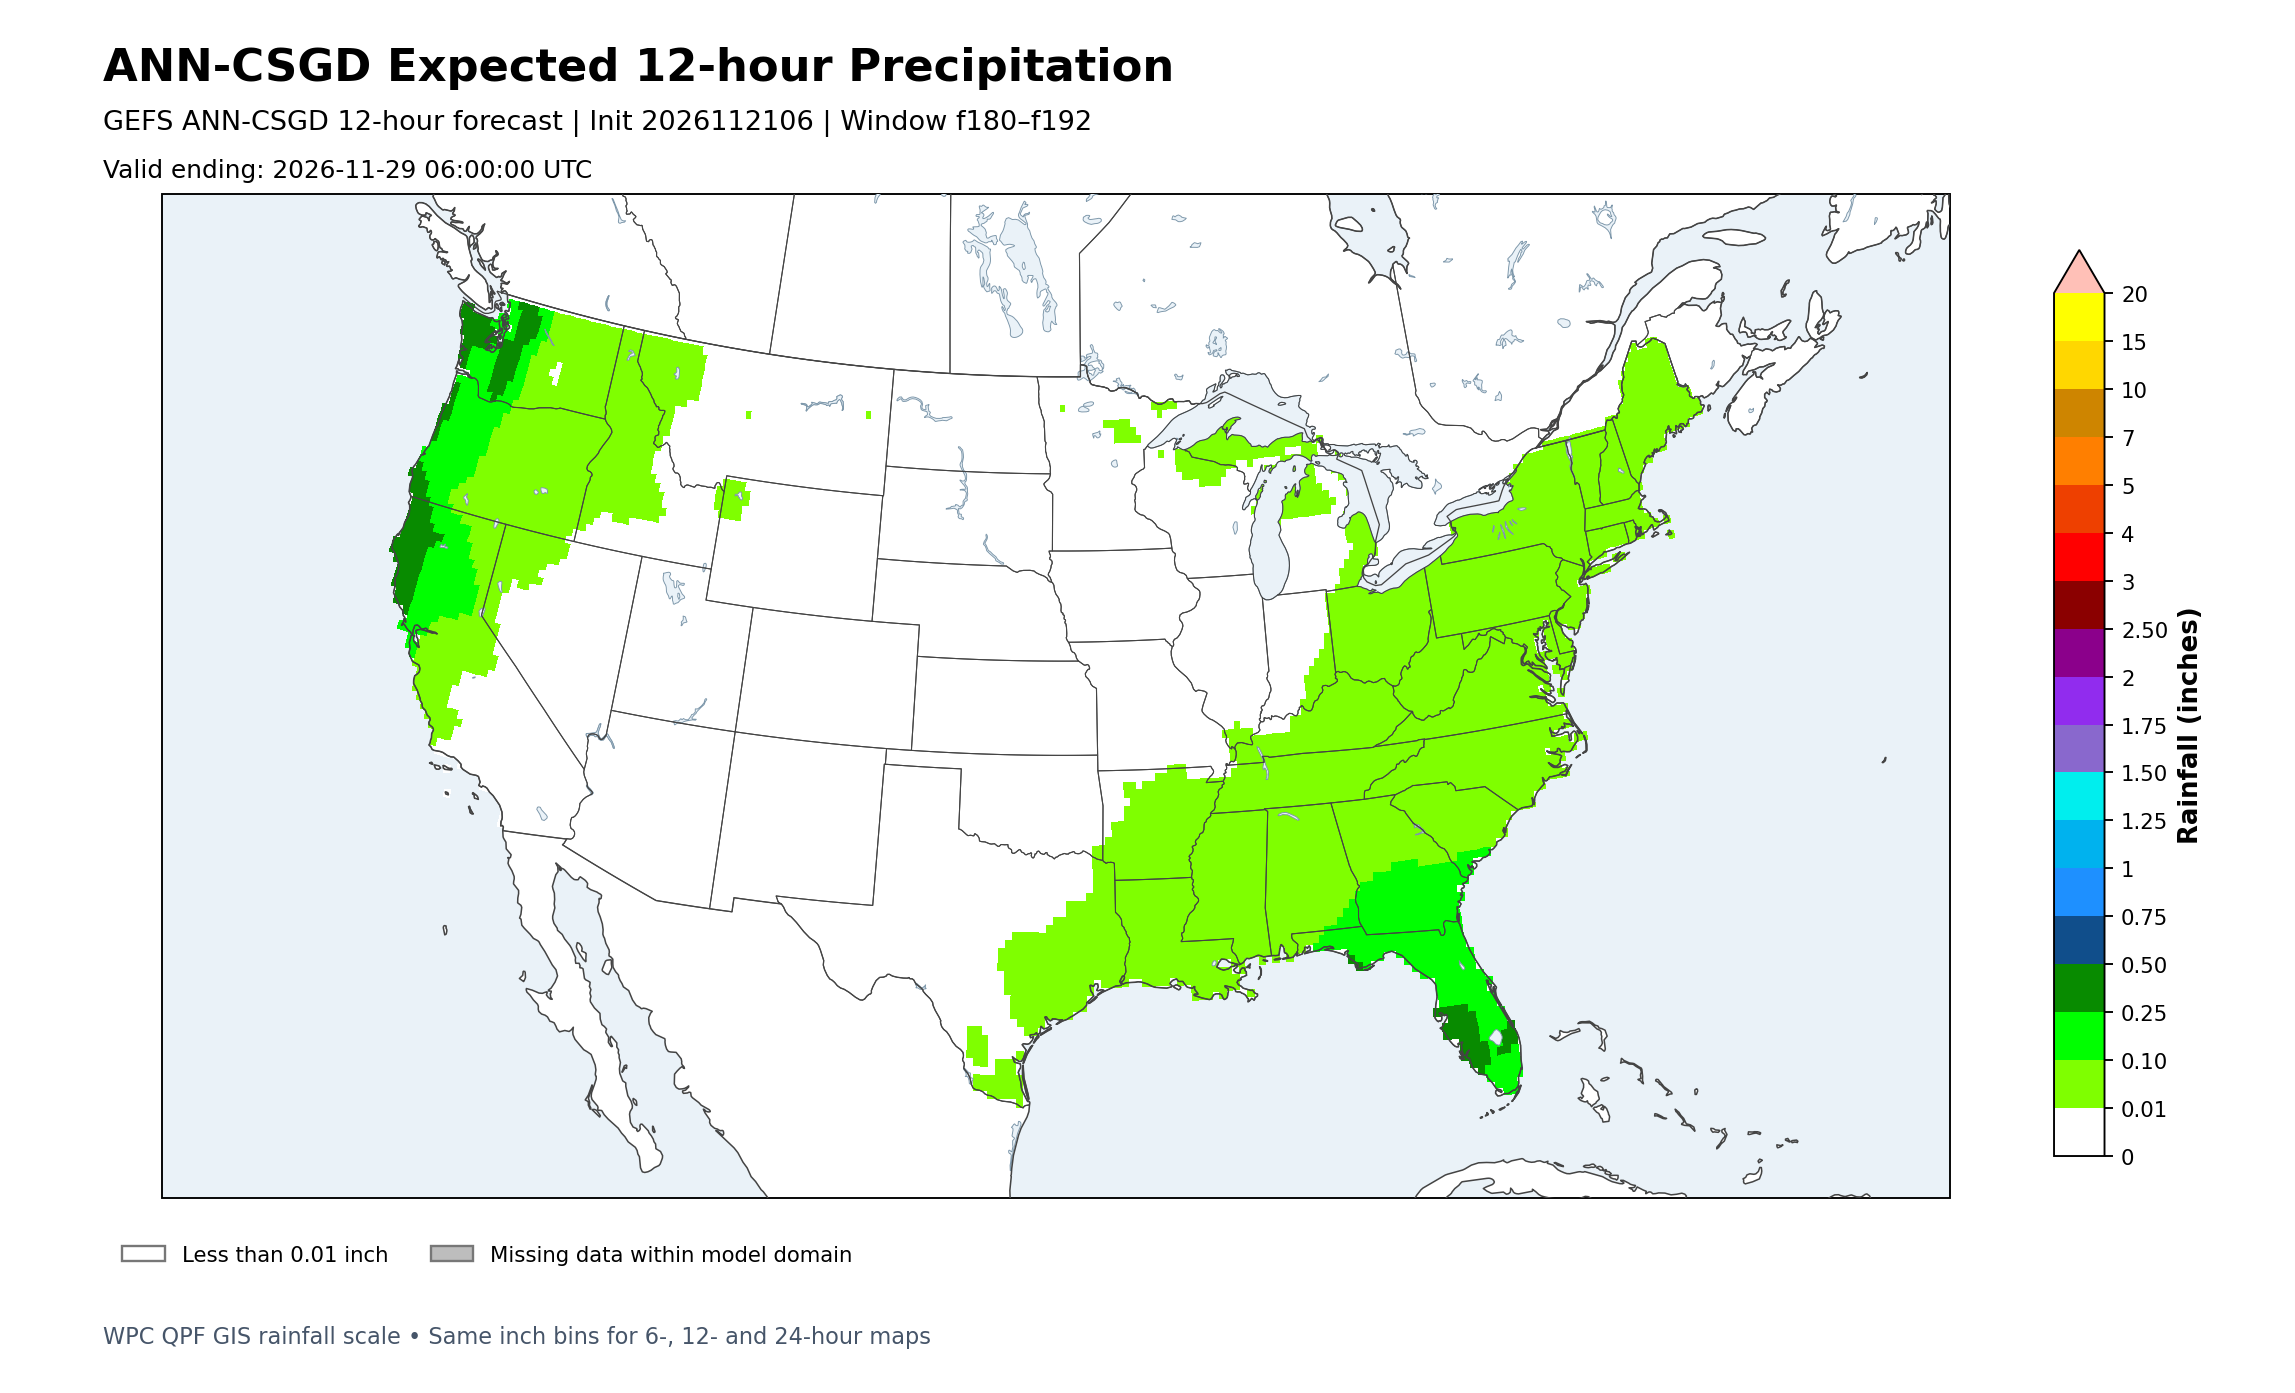 ANN-CSGD Expected 12-hour Precipitation
GEFS ANN-CSGD 12-hour forecast | Init 2026112106 | Window f180–f192
Valid ending: 2026-11-29 06:00:00 UTC
20
15
10
7
5
4
3
2.50
2
1.75
1.50
1.25
1
0.75
0.50
0.25
0.10
0.01
0
Rainfall (inches)
Less than 0.01 inch
Missing data within model domain
WPC QPF GIS rainfall scale • Same inch bins for 6-, 12- and 24-hour maps